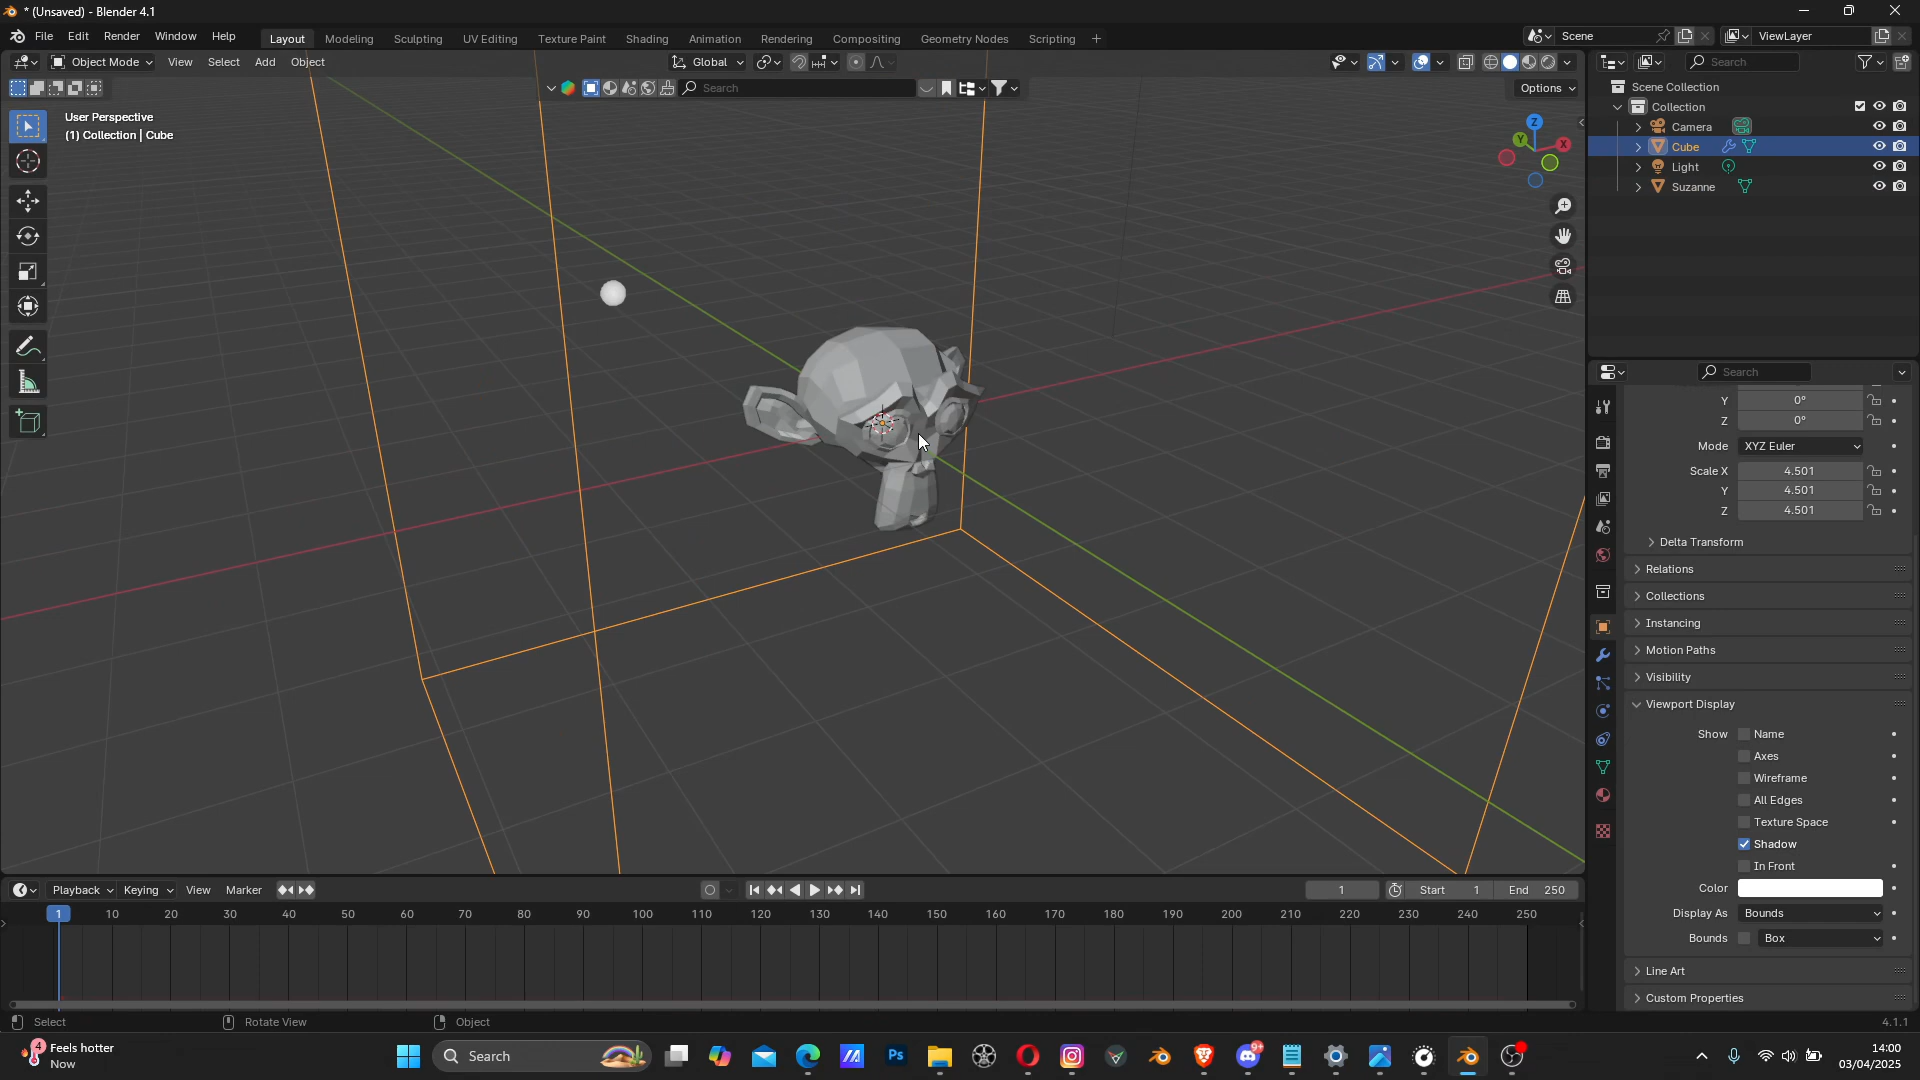 * (Unsaved) - Blender 4.1
File Edit Render Window Help Layout Modeling Sculpting UV Editing Texture Paint Shading Animation Rendering Compositing Geometry Nodes Scripting + Scene ViewLayer
Object Mode View Select Add Object Global Search
Search Options
User Perspective
(1) Collection | Cube
Z
Y
X
Scene Collection
Collection
Camera
Cube
Light
Suzanne
Search
Y 0°
Z 0°
Mode XYZ Euler
Scale X 4.501
Y 4.501
Z 4.501
Delta Transform
Relations
Collections
Instancing
Motion Paths
Visibility
Viewport Display
Show Name
Axes
Wireframe
All Edges
Texture Space
Shadow
In Front
Color
Display As Bounds
Bounds Box
Line Art
Custom Properties
Playback Keying View Marker 1 Start 1 End 250
1 10 20 30 40 50 60 70 80 90 100 110 120 130 140 150 160 170 180 190 200 210 220 230 240 250
Select Rotate View Object 4.1.1
4 Feels hotter
Now
Search
Ps
9+
14:00
03/04/2025